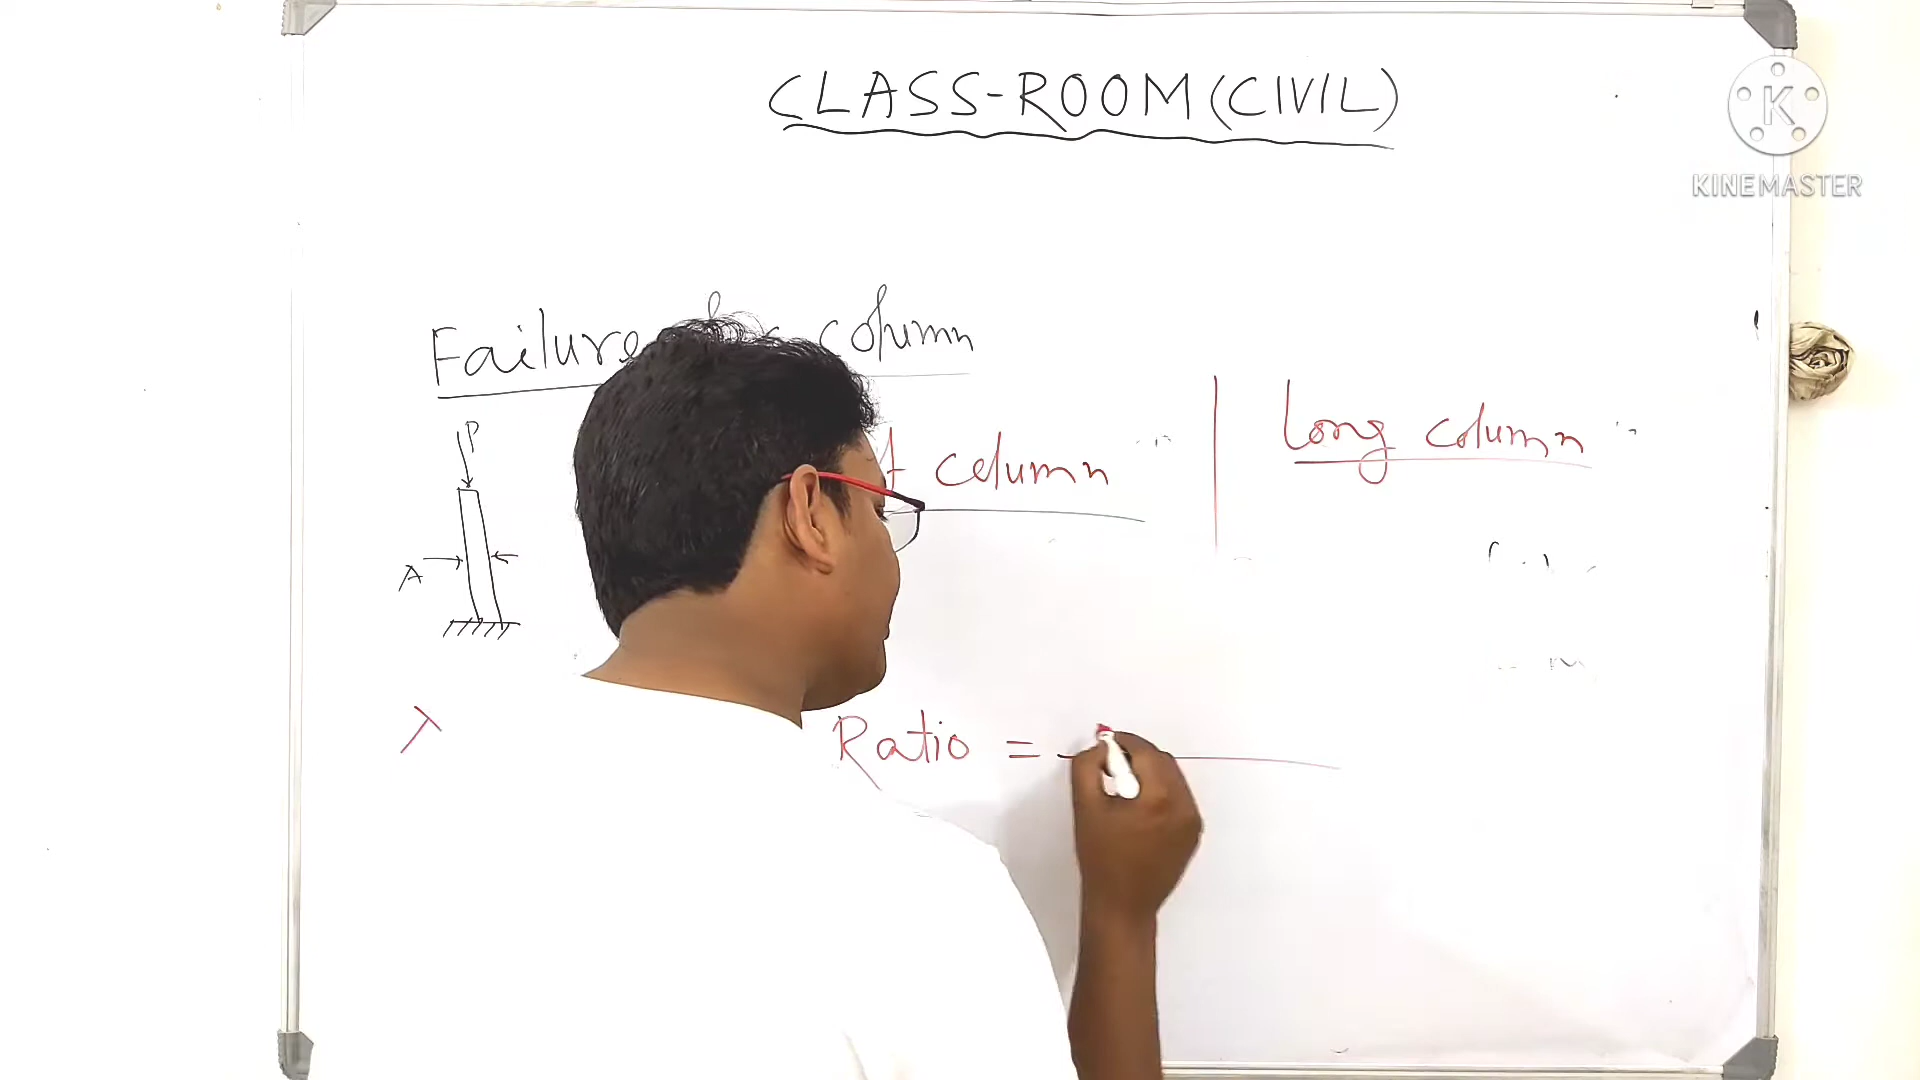 CLASS-ROOM (CIVIL)
K
KINEMASTER
Failure column
column
Long column
P
A
λ
Ratio =